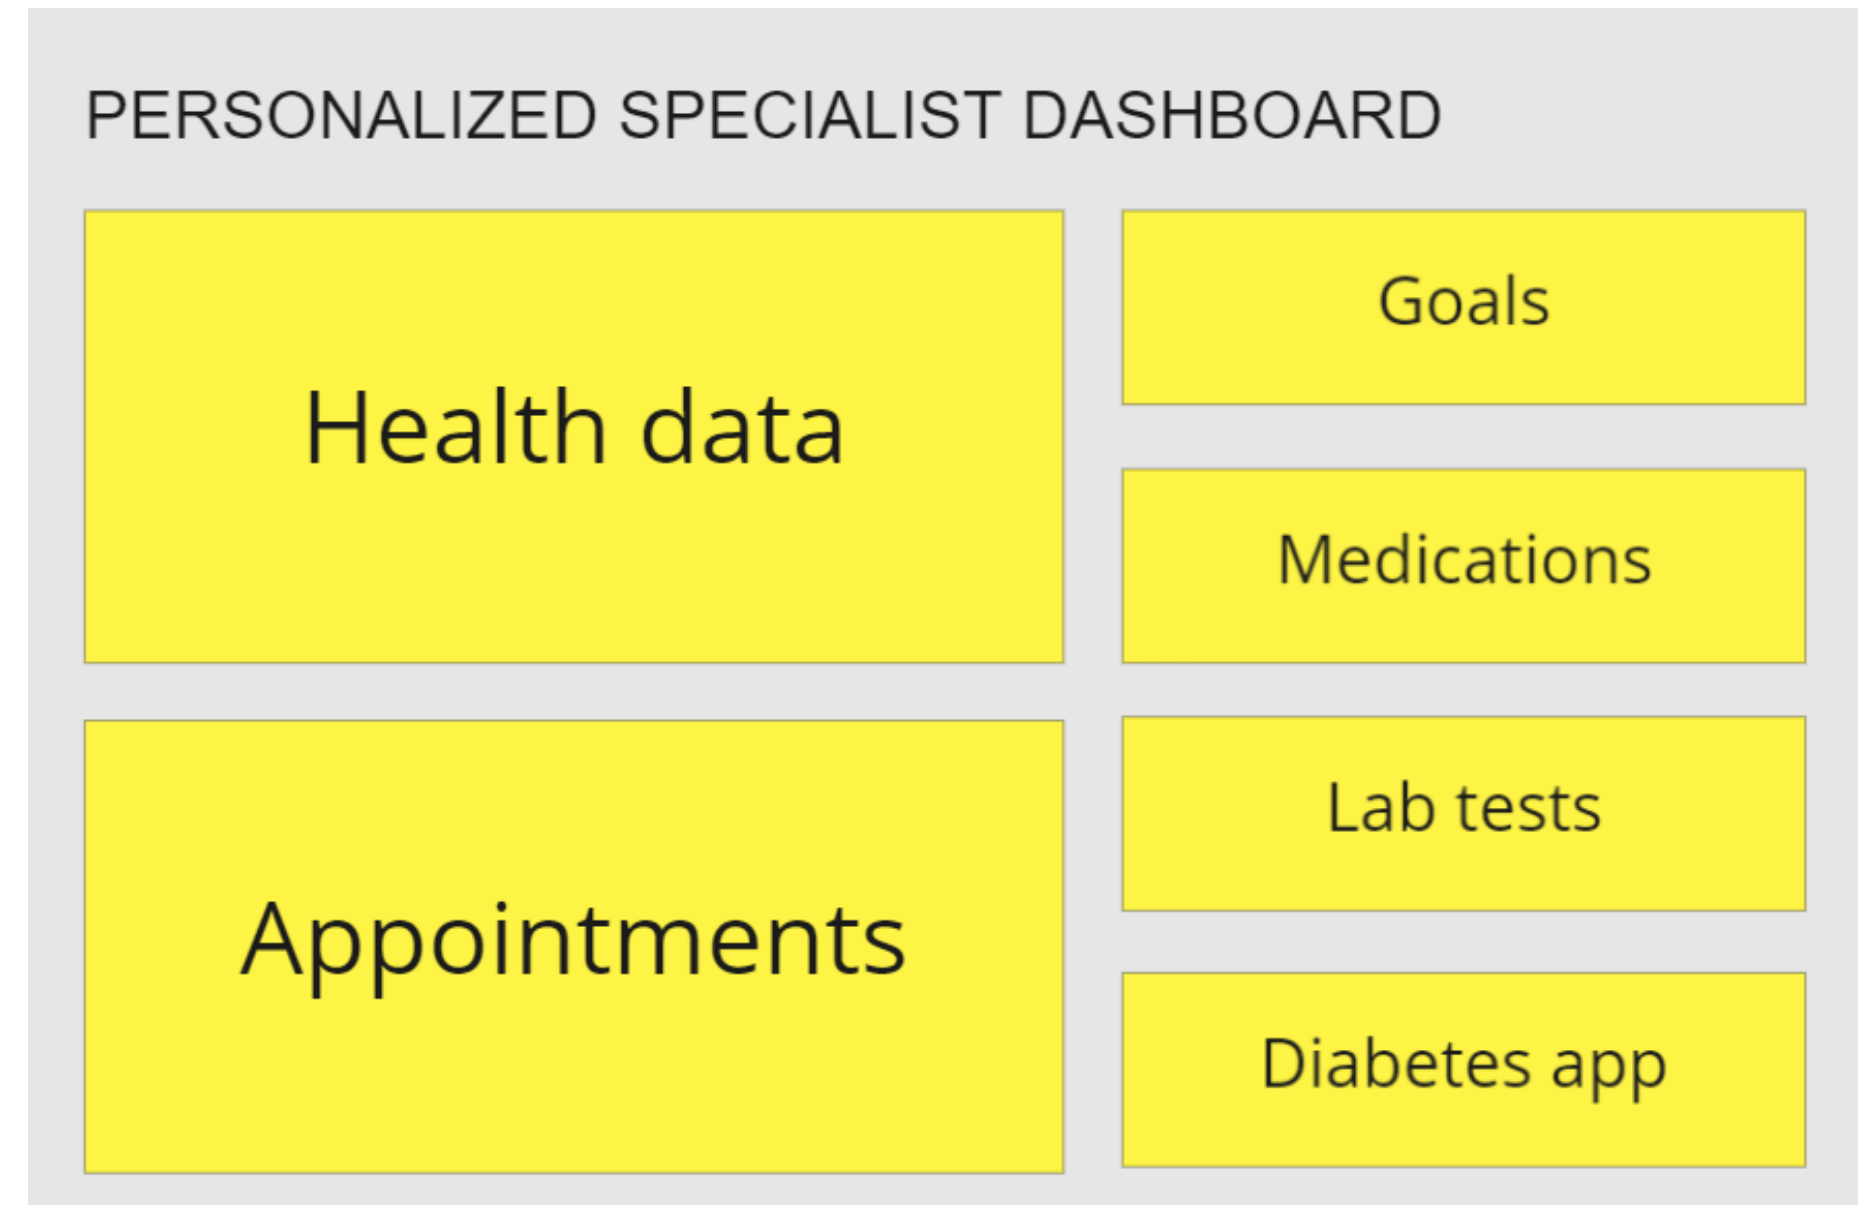 PERSONALIZED SPECIALIST DASHBOARD
Health data
Appointments
Goals
Medications
Lab tests
Diabetes app